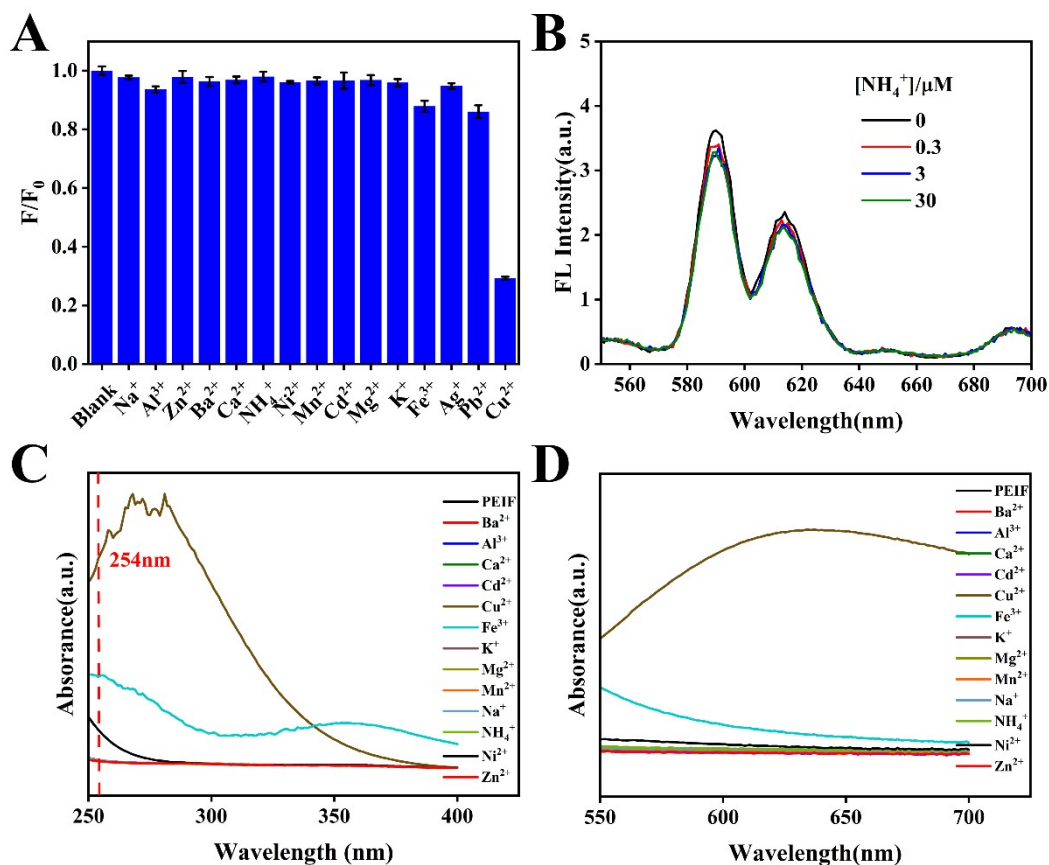 A
F/F₀
1.0
0.8
0.6
0.4
0.2
0.0
Blank
Na⁺
Al³⁺
Zn²⁺
Ba²⁺
Ca²⁺
NH₄⁺
Ni²⁺
Mn²⁺
Cd²⁺
Mg²⁺
K⁺
Fe³⁺
Ag⁺
Pb²⁺
Cu²⁺
B
FL Intensity(a.u.)
5
4
3
2
1
0
[NH₄⁺]/μM
0
0.3
3
30
560 580 600 620 640 660 680 700
Wavelength(nm)
C
Absorance(a.u.)
254nm
PEIF
Ba²⁺
Al³⁺
Ca²⁺
Cd²⁺
Cu²⁺
Fe³⁺
K⁺
Mg²⁺
Mn²⁺
Na⁺
NH₄⁺
Ni²⁺
Zn²⁺
250 300 350 400
Wavelength (nm)
D
Absorance(a.u.)
PEIF
Ba²⁺
Al³⁺
Ca²⁺
Cd²⁺
Cu²⁺
Fe³⁺
K⁺
Mg²⁺
Mn²⁺
Na⁺
NH₄⁺
Ni²⁺
Zn²⁺
550 600 650 700
Wavelength(nm)